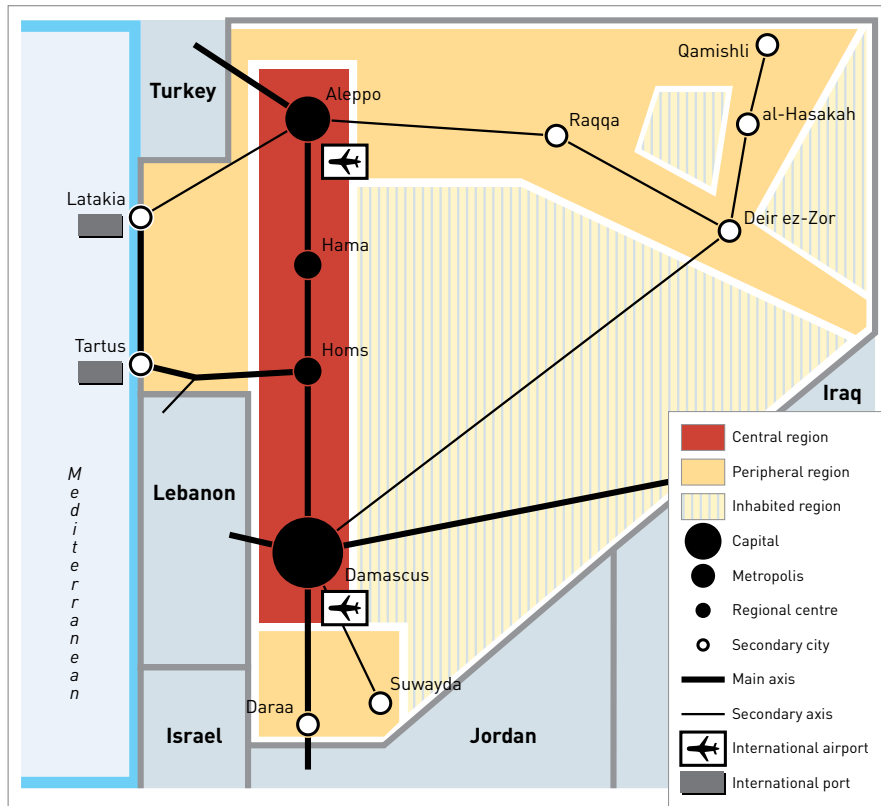 Qamishli
Turkey
Aleppo
Raqqa
al-Hasakah
Latakia
Deir ez-Zor
Hama
Tartus
Homs
Iraq
Mediterranean
Lebanon
Damascus
Suwayda
Daraa
Israel
Jordan
Central region
Peripheral region
Inhabited region
Capital
Metropolis
Regional centre
Secondary city
Main axis
Secondary axis
International airport
International port